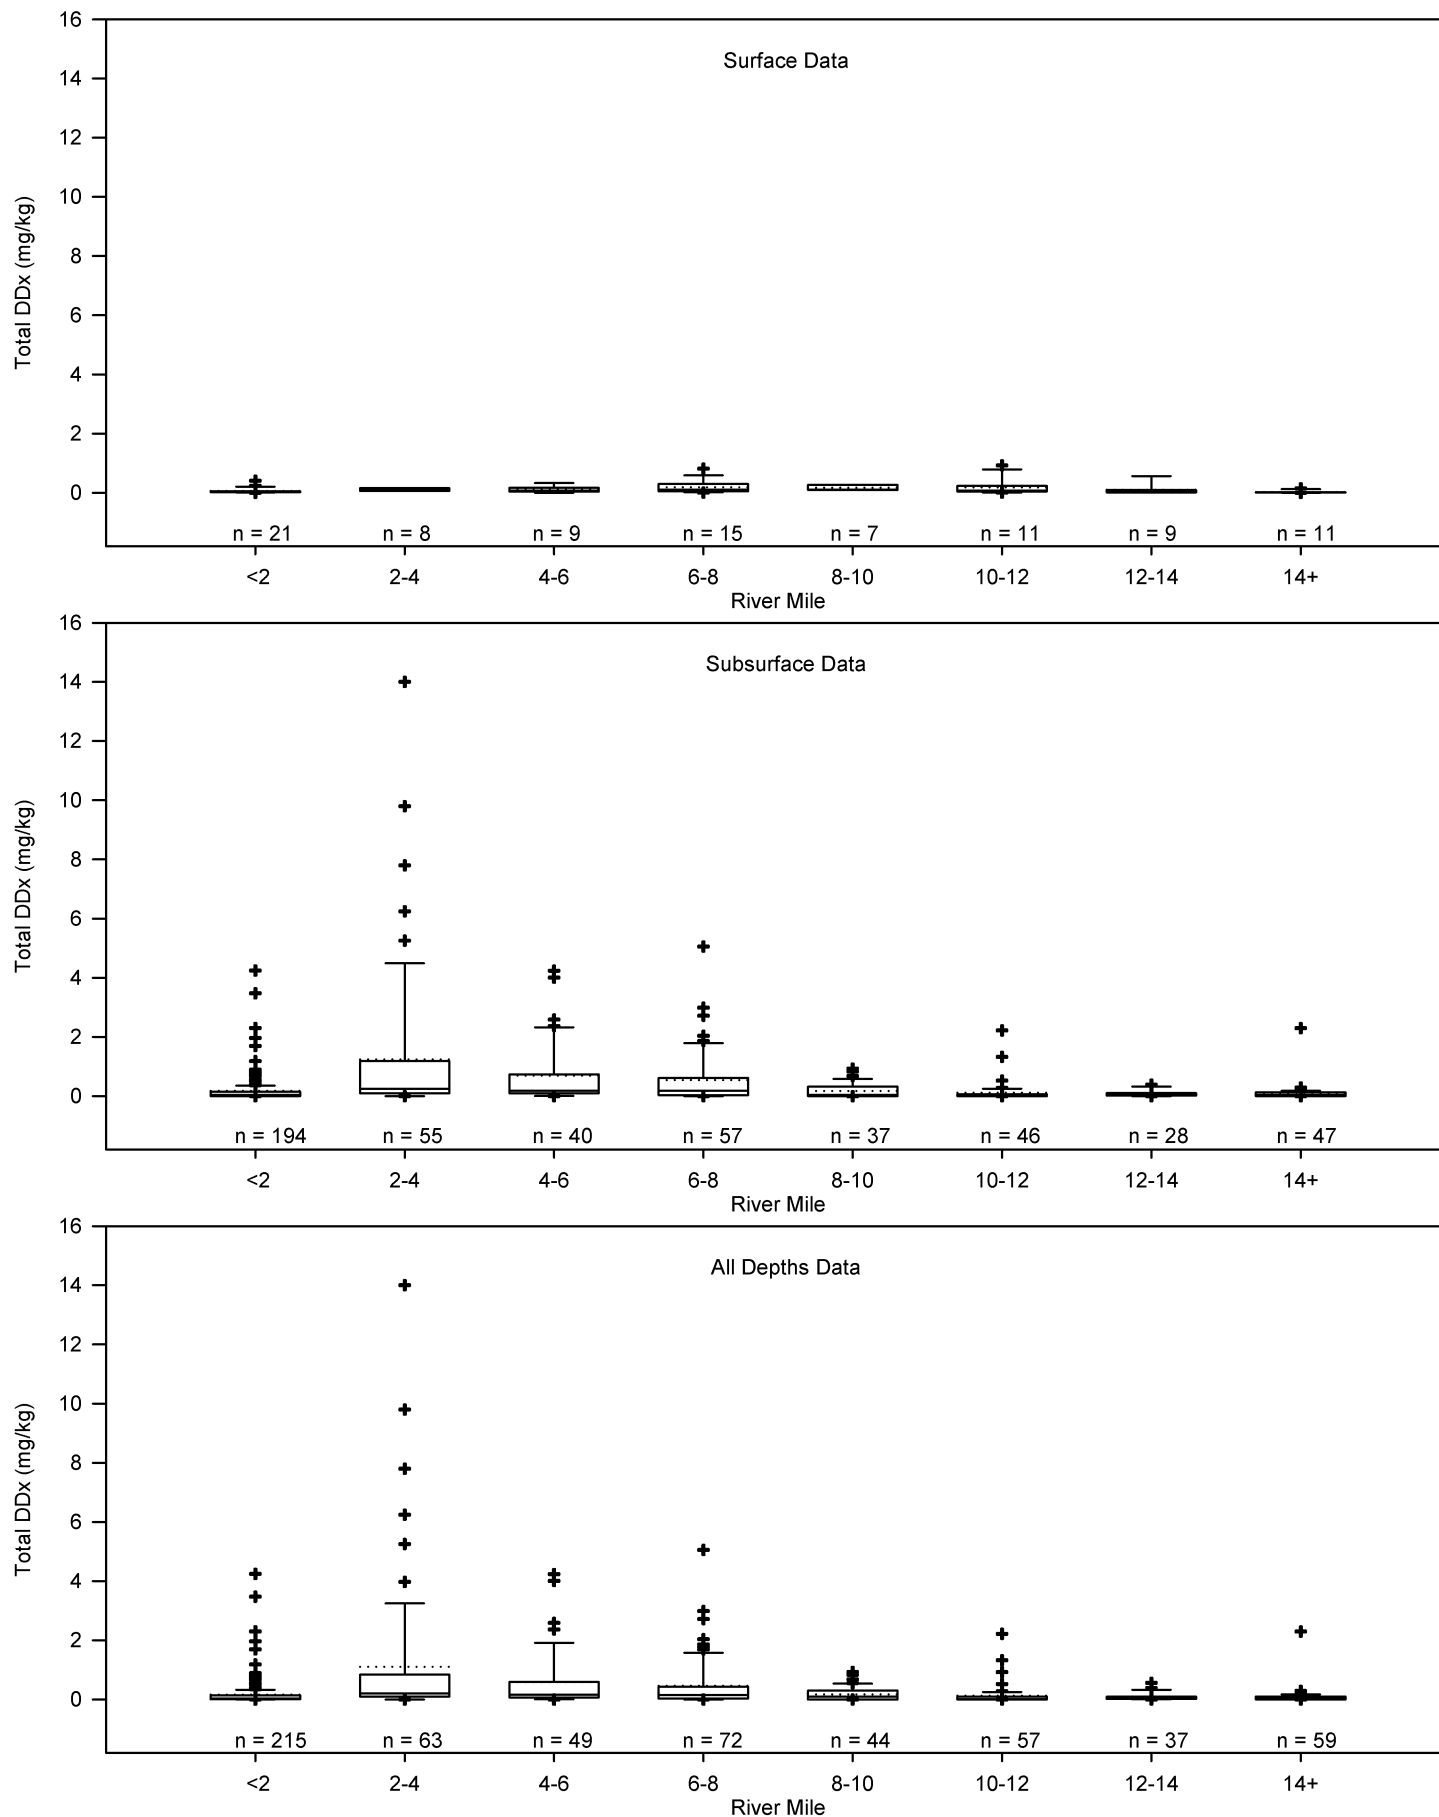 16
Surface Data
14
12
10
8
6
4
2
0
Total DDx (mg/kg)
n = 21 n = 8 n = 9 n = 15 n = 7 n = 11 n = 9 n = 11
<2 2-4 4-6 6-8 8-10 10-12 12-14 14+
River Mile
16
Subsurface Data
14
12
10
8
6
4
2
0
Total DDx (mg/kg)
n = 194 n = 55 n = 40 n = 57 n = 37 n = 46 n = 28 n = 47
<2 2-4 4-6 6-8 8-10 10-12 12-14 14+
River Mile
16
All Depths Data
14
12
10
8
6
4
2
0
Total DDx (mg/kg)
n = 215 n = 63 n = 49 n = 72 n = 44 n = 57 n = 37 n = 59
<2 2-4 4-6 6-8 8-10 10-12 12-14 14+
River Mile